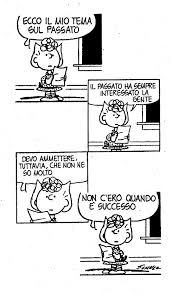 ECCO IL MIO TEMA
SUL PASSATO
IL PASSATO HA SEMPRE
INTERESSATO LA
GENTE
DEVO AMMETTERE,
TUTTAVIA, CHE NON NE
SO MOLTO
NON C'ERO QUANDO
È SUCCESSO